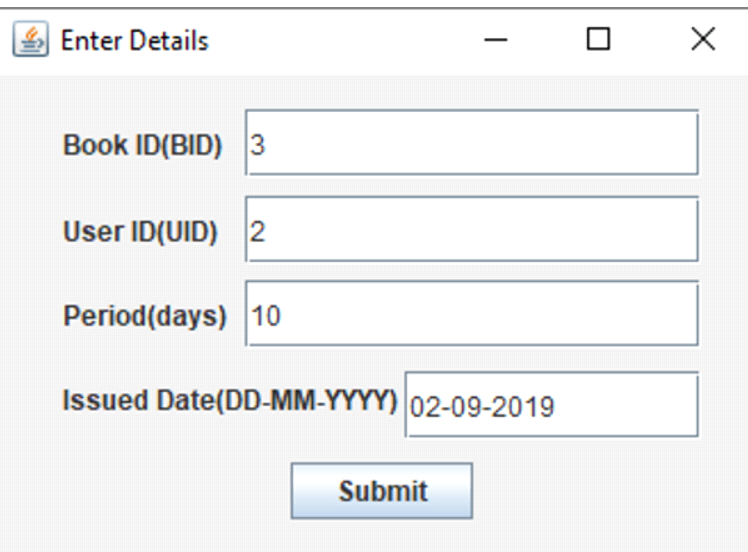 Enter Details
Book ID(BID) 3
User ID(UID) 2
Period(days) 10
Issued Date(DD-MM-YYYY) 02-09-2019
Submit